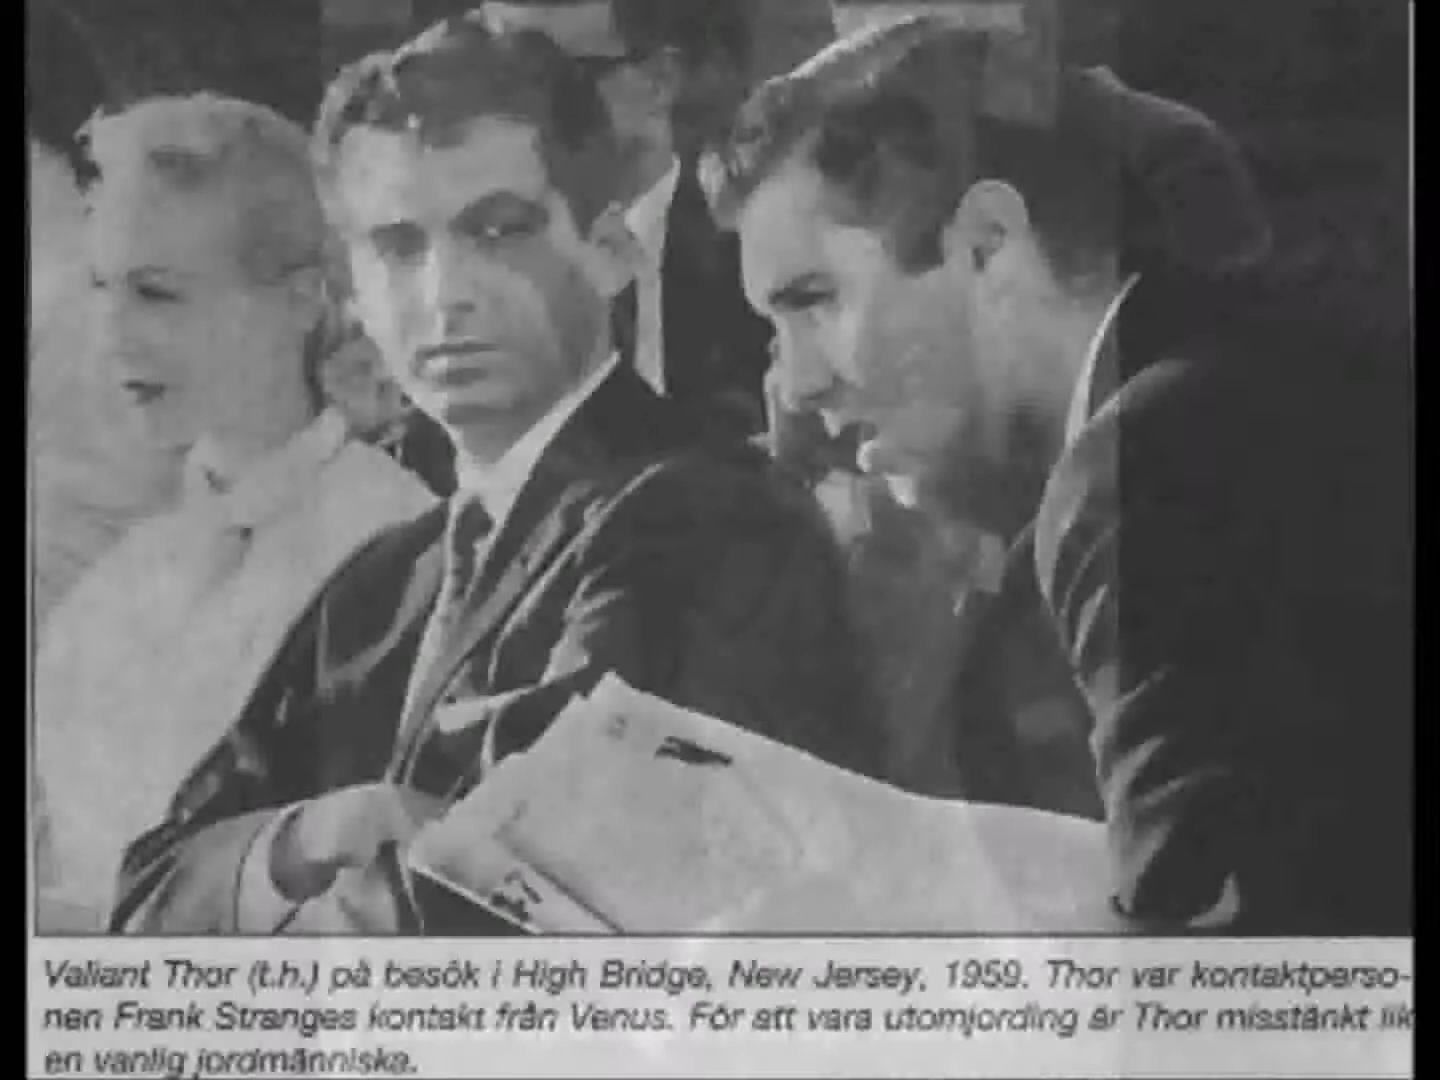 Valiant Thor (t.h.) på besök i High Bridge, New Jersey, 1959. Thor var kontaktperso-
nen Frank Stranges kontakt från Venus. För att vara utomjording är Thor misstänkt lik
en vanlig jordmänniska.